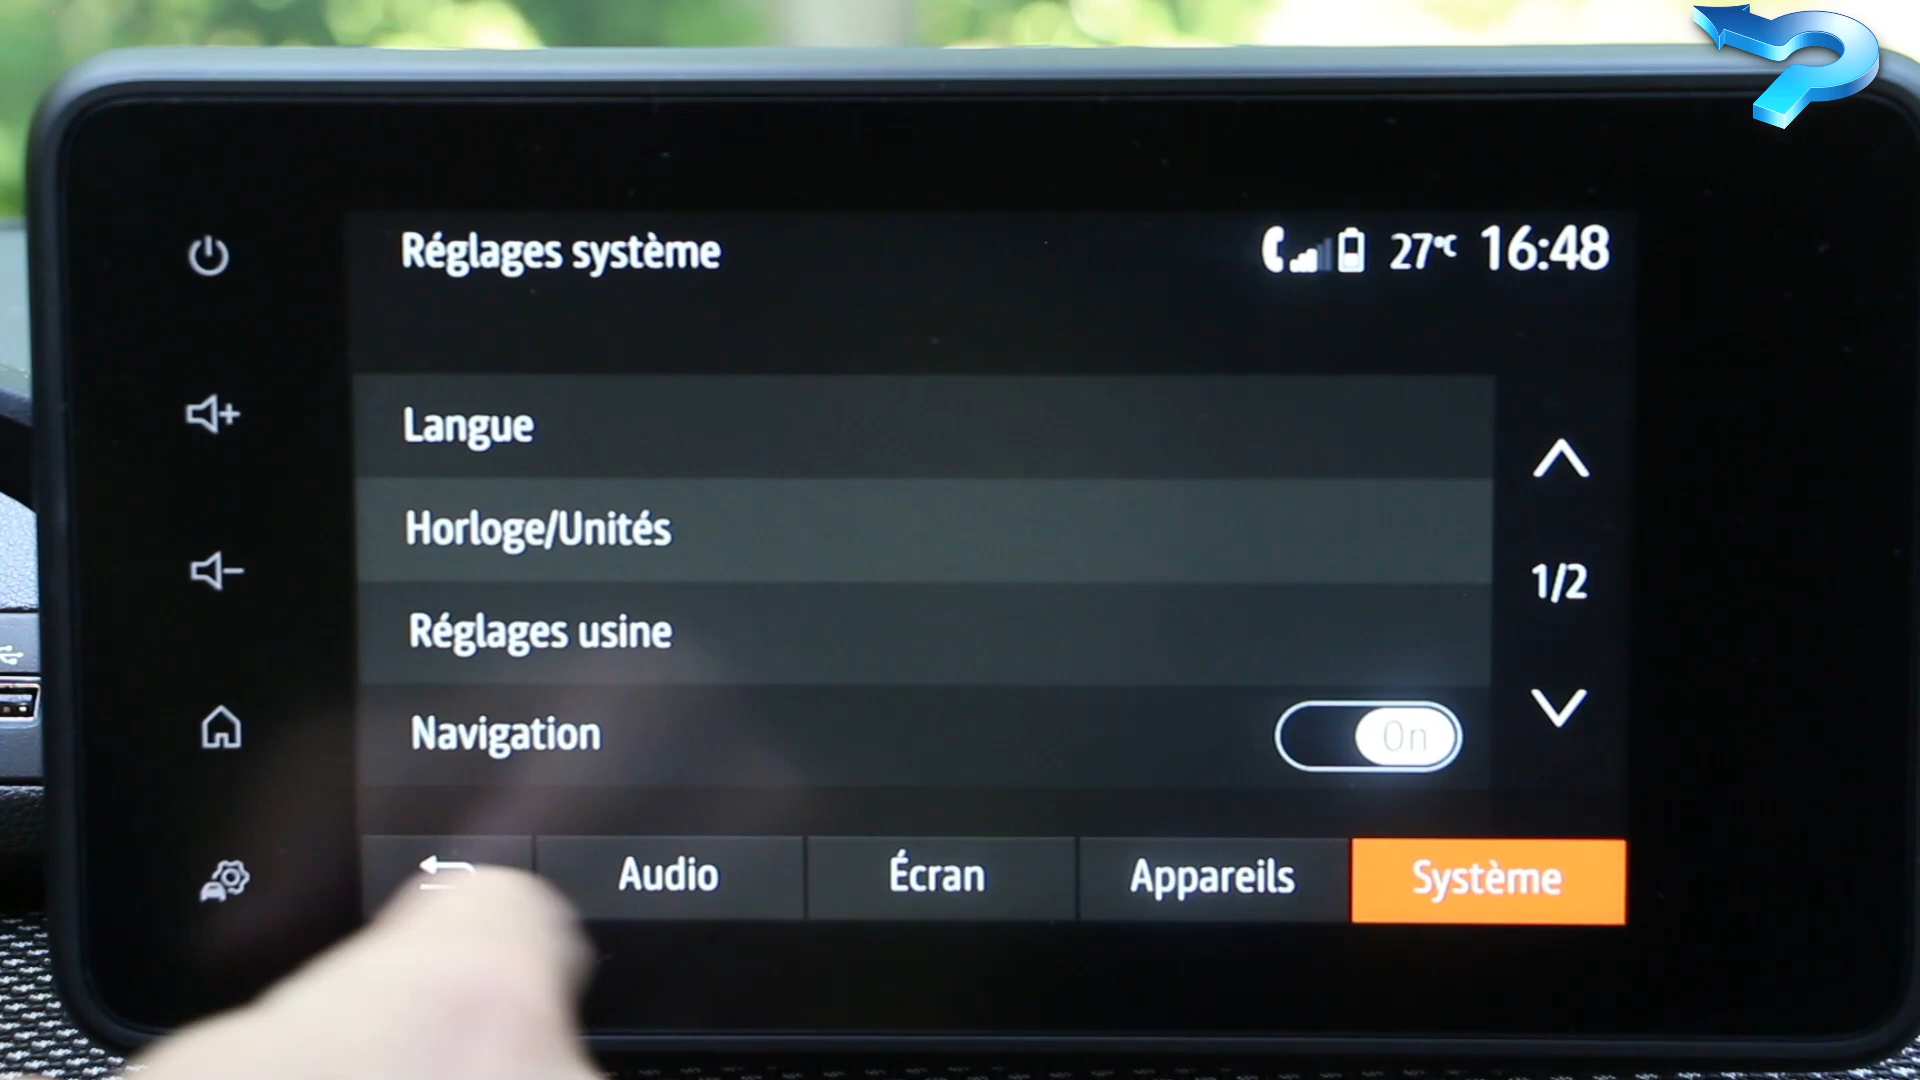 Réglages système
27°C 16:48
Langue
Horloge/Unités
1/2
Réglages usine
Navigation
On
Audio
Écran
Appareils
Système